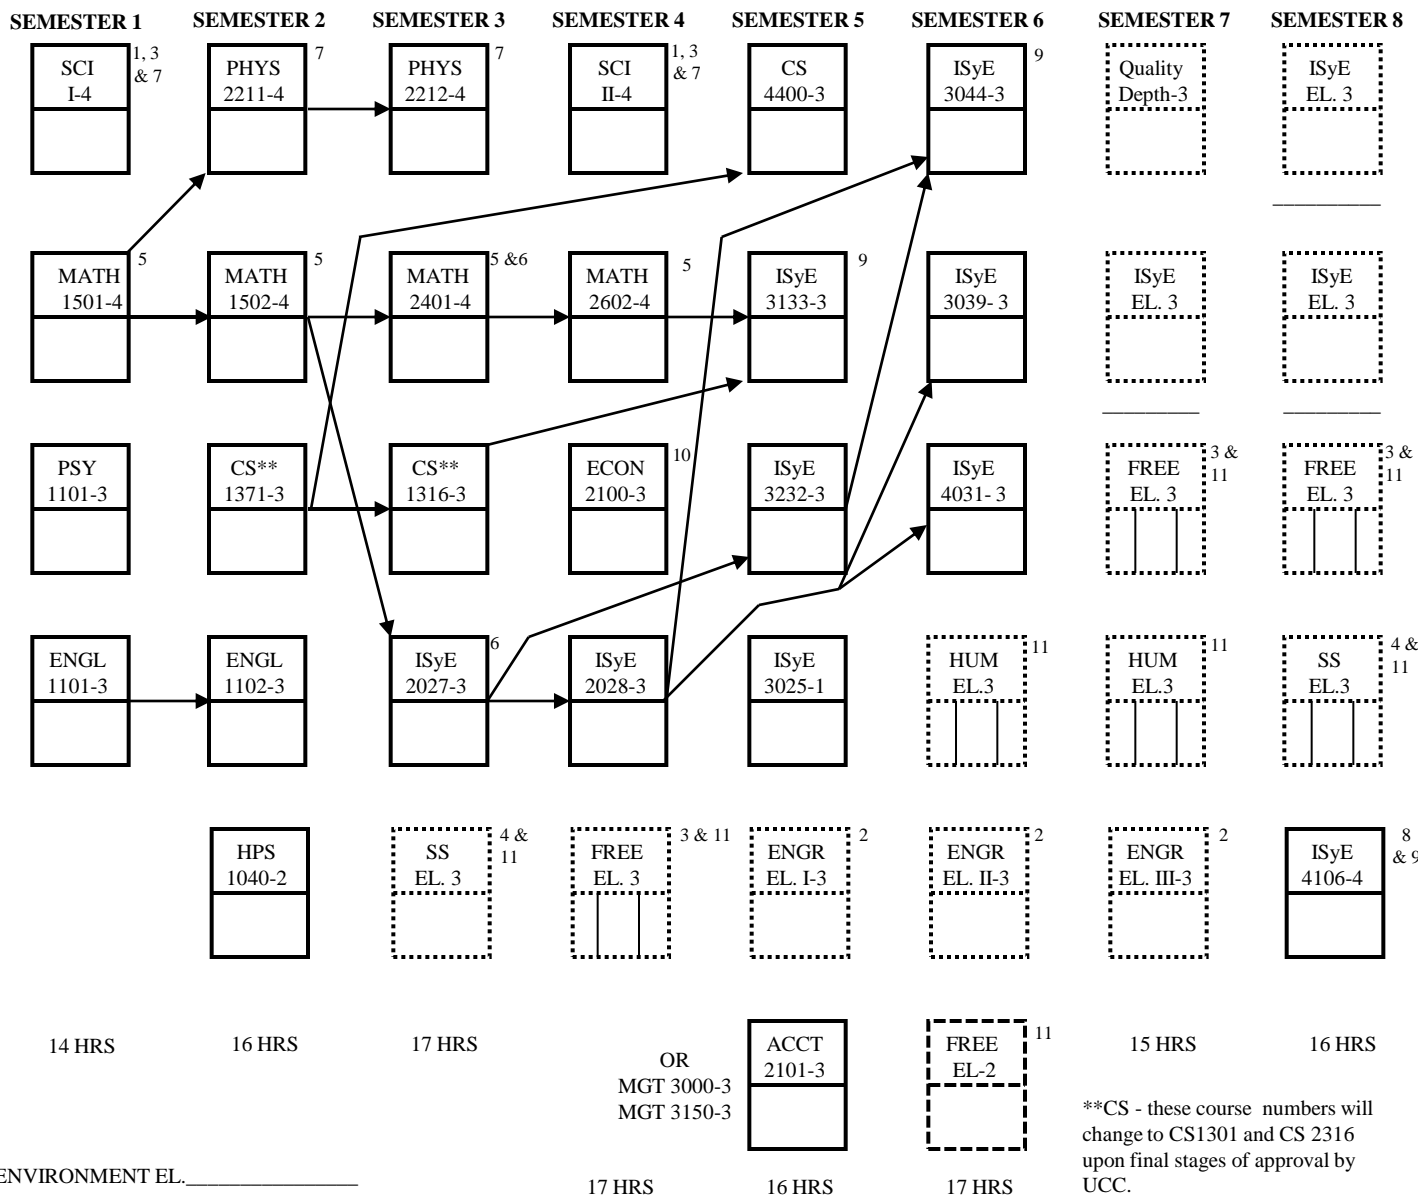 SEMESTER 1
SEMESTER 2
SEMESTER 3
SEMESTER 4
SEMESTER 5
SEMESTER 6
SEMESTER 7
SEMESTER 8
SCI
I-4
1, 3
& 7
PHYS
2211-4
7
PHYS
2212-4
7
SCI
II-4
1, 3
& 7
CS
4400-3
ISyE
3044-3
9
Quality
Depth-3
ISyE
EL. 3
__________
MATH
1501-4
5
MATH
1502-4
5
MATH
2401-4
5 &6
MATH
2602-4
5
ISyE
3133-3
9
ISyE
3039- 3
ISyE
EL. 3
_________
ISyE
EL. 3
_________
PSY
1101-3
CS**
1371-3
CS**
1316-3
ECON
2100-3
10
ISyE
3232-3
ISyE
4031- 3
FREE
EL. 3
3 &
11
FREE
EL. 3
3 &
11
ENGL
1101-3
ENGL
1102-3
ISyE
2027-3
6
ISyE
2028-3
ISyE
3025-1
HUM
EL.3
11
HUM
EL.3
11
SS
EL.3
4 &
11
HPS
1040-2
SS
EL. 3
4 &
11
FREE
EL. 3
3 & 11
ENGR
EL. I-3
2
ENGR
EL. II-3
2
ENGR
EL. III-3
2
ISyE
4106-4
8
& 9
14 HRS
16 HRS
17 HRS
OR
MGT 3000-3
MGT 3150-3
ACCT
2101-3
FREE
EL-2
11
15 HRS
16 HRS
**CS - these course numbers will
change to CS1301 and CS 2316
upon final stages of approval by
UCC.
ENVIRONMENT EL.________________
17 HRS
16 HRS
17 HRS